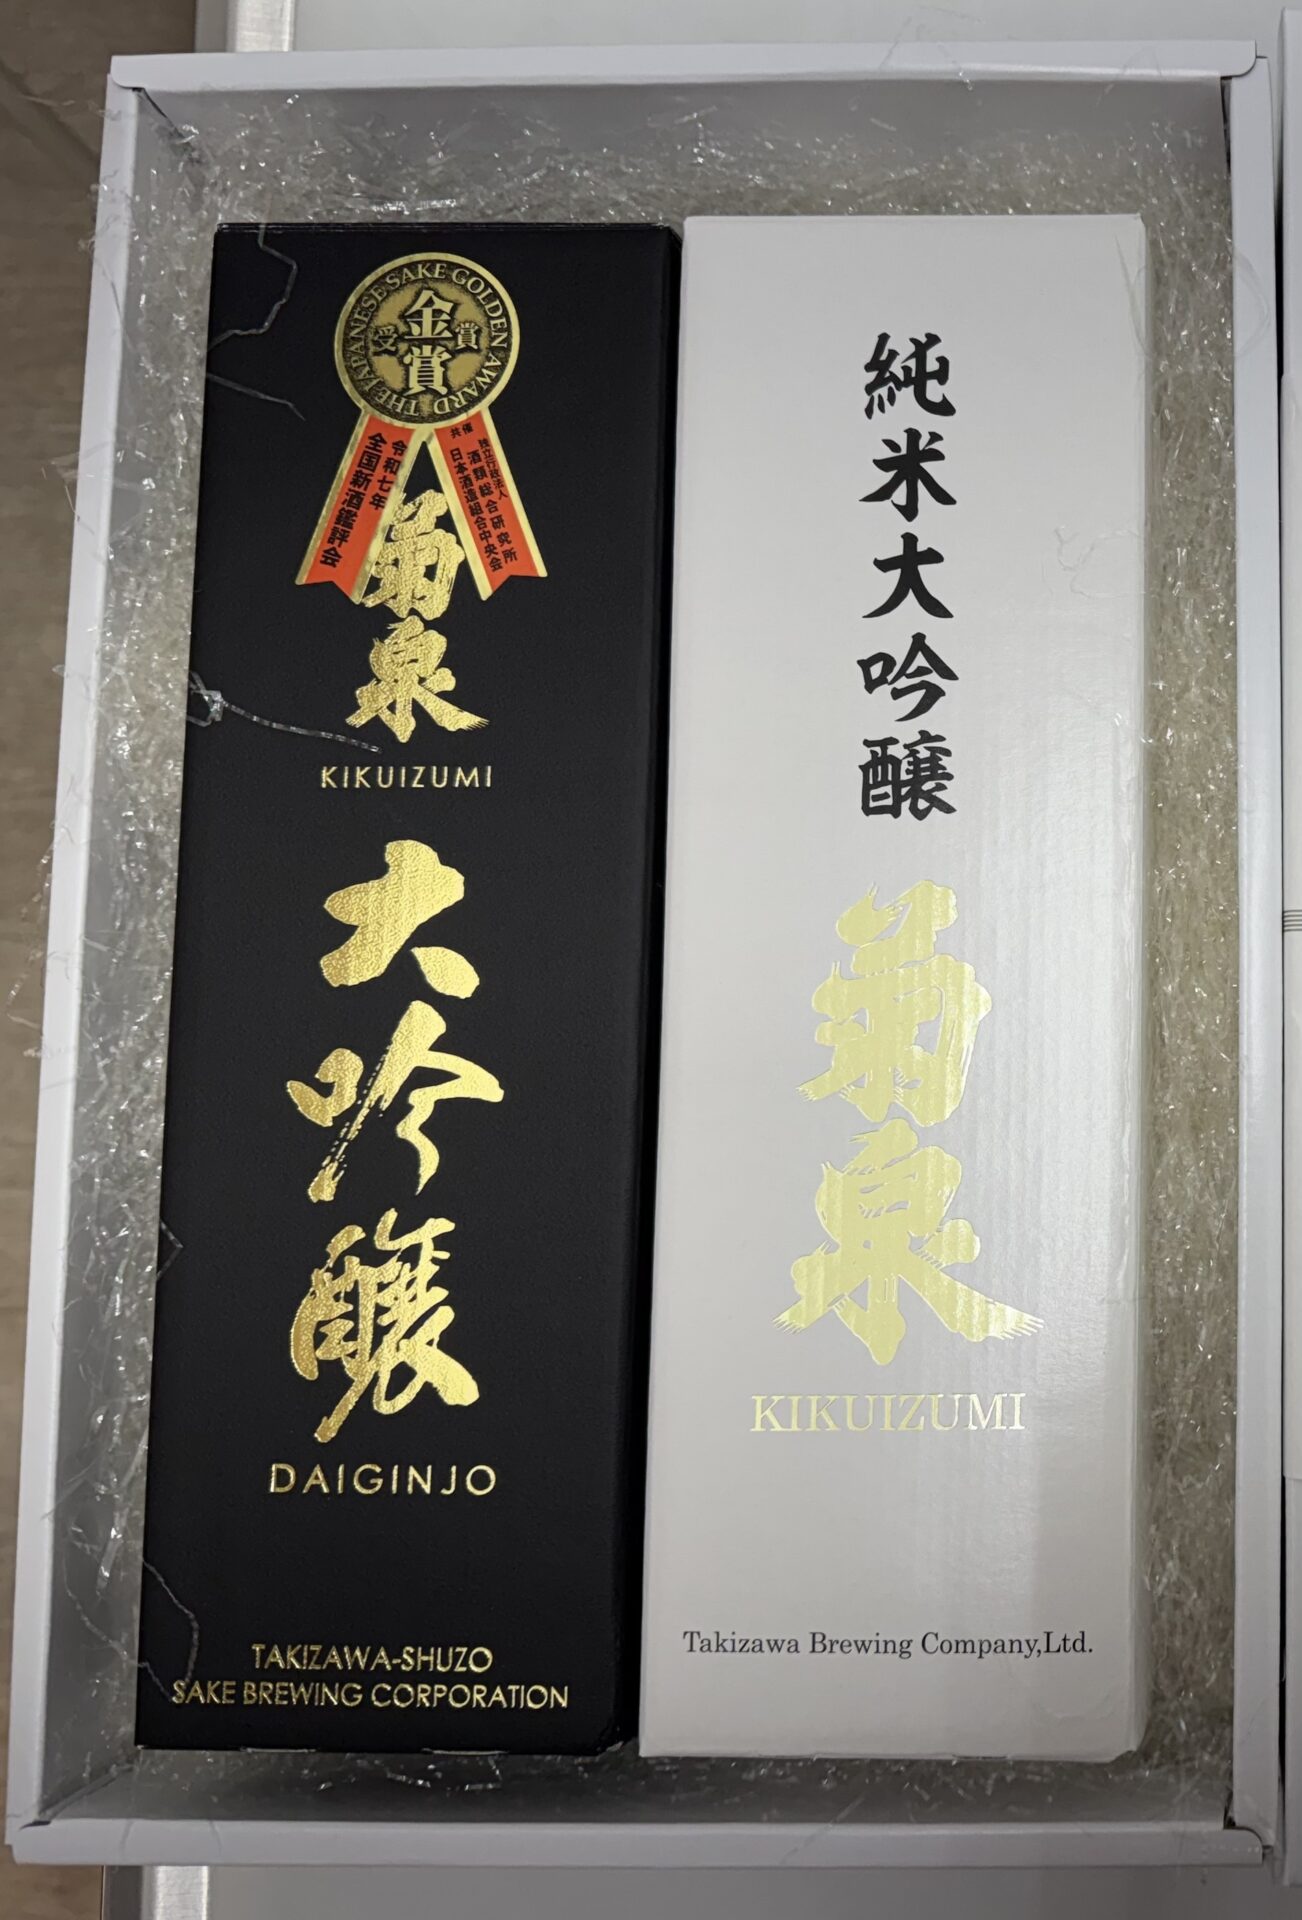 THE JAPANESE SAKE GOLDEN AWARD
金賞
受賞
令和七年
全国新酒鑑評会
共催
独立行政法人
酒類総合研究所
日本酒造組合中央会
菊泉
KIKUIZUMI
大吟醸
DAIGINJO
TAKIZAWA-SHUZO
SAKE BREWING CORPORATION
純米大吟醸
菊泉
KIKUIZUMI
Takizawa Brewing Company,Ltd.